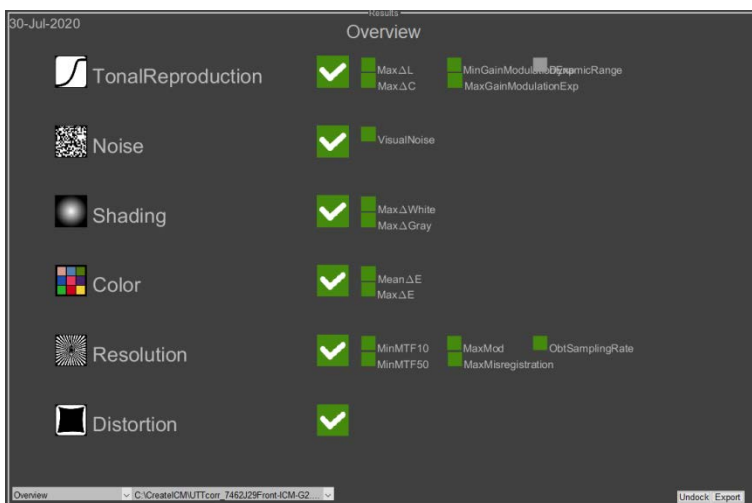 Results
30-Jul-2020
Overview
TonalReproduction
MaxΔL
MaxΔC
MinGainModulationExp
DynamicRange
MaxGainModulationExp
Noise
VisualNoise
Shading
MaxΔWhite
MaxΔGray
Color
MeanΔE
MaxΔE
Resolution
MinMTF10
MinMTF50
MaxMod
MaxMisregistration
ObtSamplingRate
Distortion
Overview
C:\CreateICM\UTTcorr_7462J29Front-ICM-G2....
Undock Export